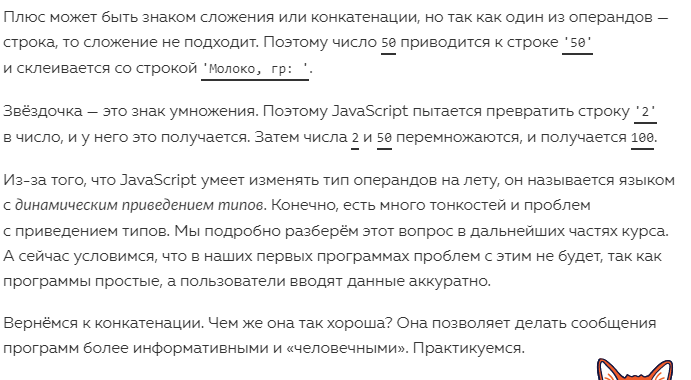 Плюс может быть знаком сложения или конкатенации, но так как один из операндов —
строка, то сложение не подходит. Поэтому число 50 приводится к строке '50'
и склеивается со строкой 'Молоко, гр: '.
Звёздочка — это знак умножения. Поэтому JavaScript пытается превратить строку '2'
в число, и у него это получается. Затем числа 2 и 50 перемножаются, и получается 100.
Из-за того, что JavaScript умеет изменять тип операндов на лету, он называется языком
с динамическим приведением типов. Конечно, есть много тонкостей и проблем
с приведением типов. Мы подробно разберём этот вопрос в дальнейших частях курса.
А сейчас условимся, что в наших первых программах проблем с этим не будет, так как
программы простые, а пользователи вводят данные аккуратно.
Вернёмся к конкатенации. Чем же она так хороша? Она позволяет делать сообщения
программ более информативными и «человечными». Практикуемся.